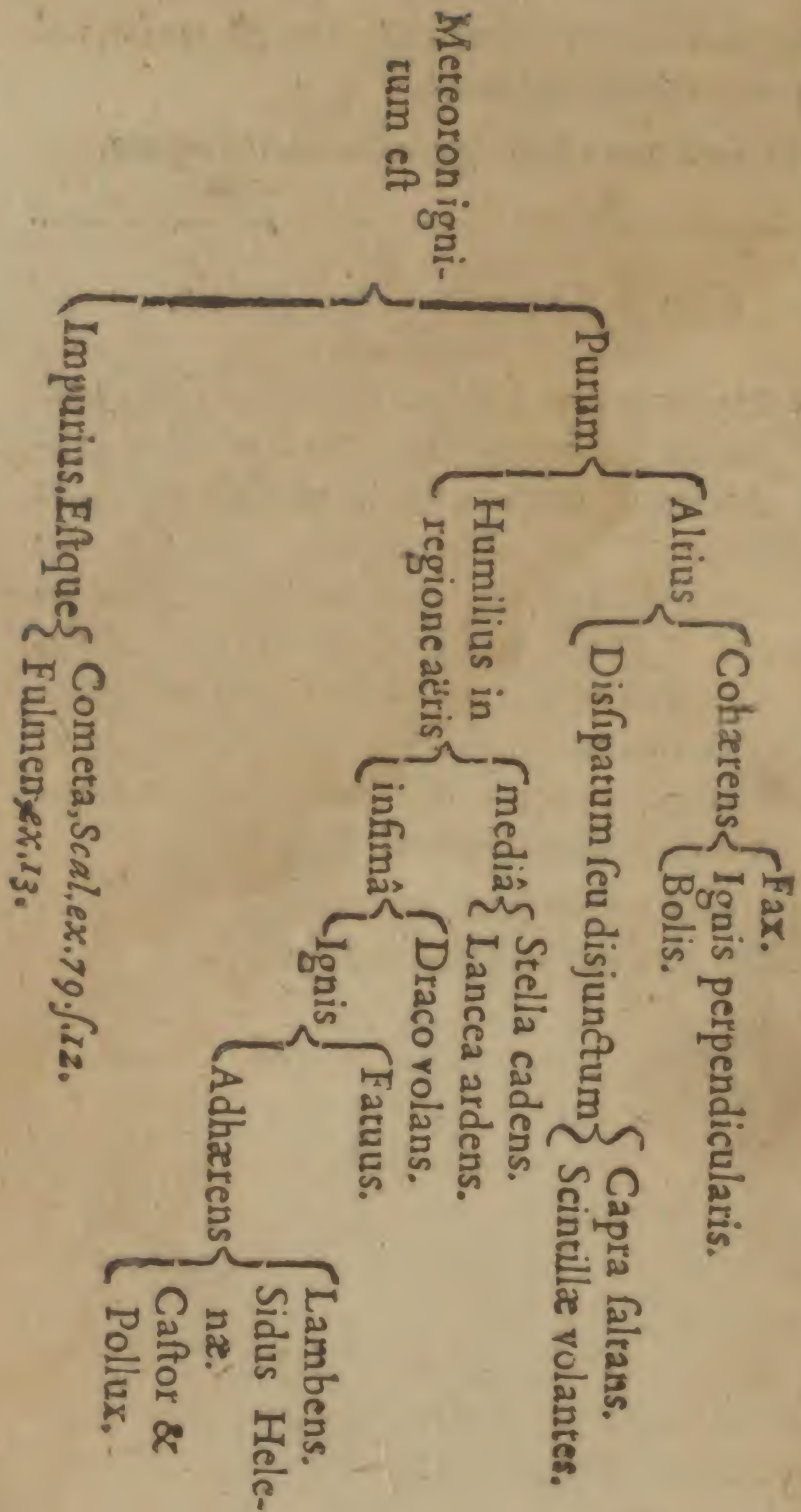 Meteoron igni-
tum eſt
Purum
Altius
Cohærens
Fax.
Ignis perpendicularis.
Bolis.
Disſipatum ſeu disjunctum
Capra ſaltans.
Scintillæ volantes.
Humilius in
regione aëris
mediâ
Stella cadens.
Lancea ardens.
infimâ
Draco volans.
Ignis
Fatuus.
Adhærens
Lambens.
Sidus Hele-
næ.
Caſtor &
Pollux.
Impurius, Eſtque
Cometa, Scal. ex. 79. ſ. 12.
Fulmen, ex. 13.